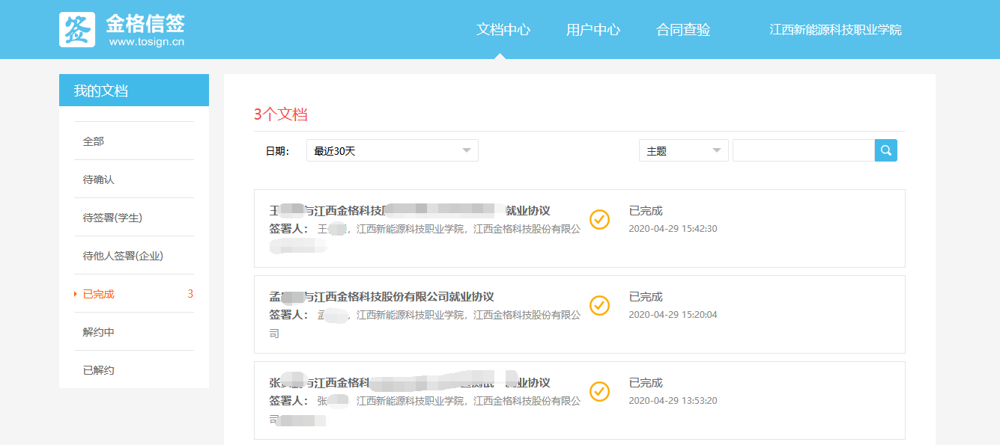 签 金格信签
www.tosign.cn
文档中心 用户中心 合同查验 江西新能源科技职业学院
我的文档
全部
待确认
待签署(学生)
待他人签署(企业)
已完成 3
解约中
已解约
3个文档
日期： 最近30天 主题
王 与江西金格科技 就业协议
签署人： 王 ，江西新能源科技职业学院，江西金格科技股份有限公
已完成
2020-04-29 15:42:30
孟 与江西金格科技股份有限公司就业协议
签署人： 孟 ，江西新能源科技职业学院，江西金格科技股份有限公
司
已完成
2020-04-29 15:20:04
张 与江西金格科 业协议
签署人： 张 江西新能源科技职业学院，江西金格科技股份有限公
司
已完成
2020-04-29 13:53:20